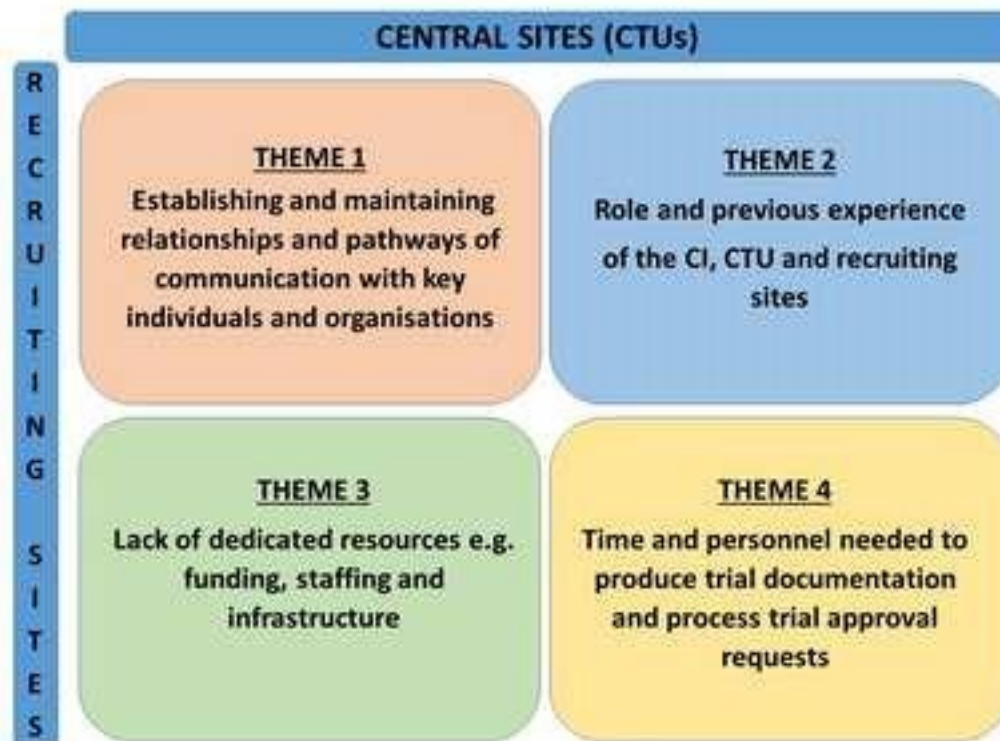 CENTRAL SITES (CTUs)
RECRUITING SITES
THEME 1
Establishing and maintaining
relationships and pathways of
communication with key
individuals and organisations
THEME 2
Role and previous experience
of the CI, CTU and recruiting
sites
THEME 3
Lack of dedicated resources e.g.
funding, staffing and
infrastructure
THEME 4
Time and personnel needed to
produce trial documentation
and process trial approval
requests